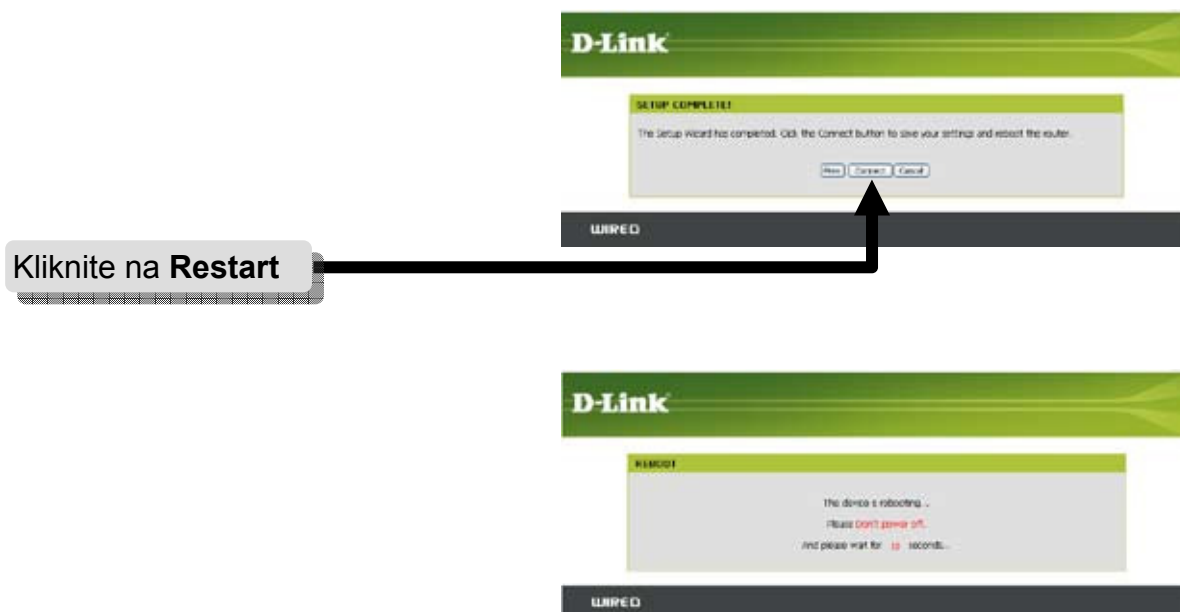 D-Link
SETUP COMPLETE!
The Setup Wizard has completed. Click the Connect button to save your settings and reboot the router.
Prev Connect Cancel
WIRED
Kliknite na Restart
D-Link
REBOOT
The device is rebooting...
Please Don't power off.
And please wait for seconds...
WIRED